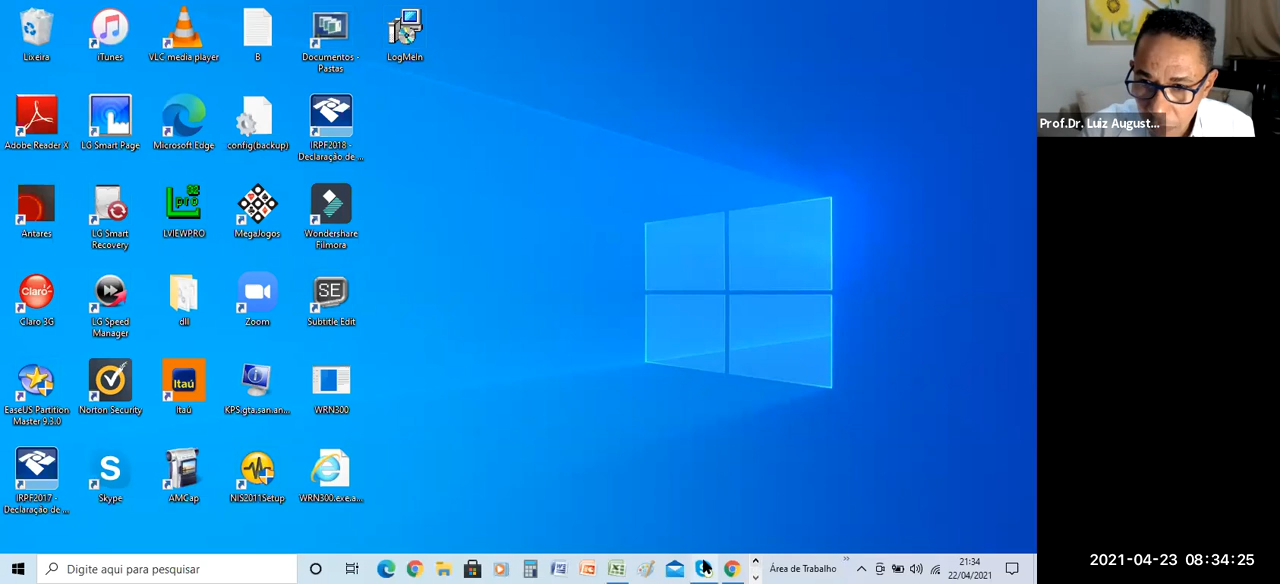 Lixeira
iTunes
VLC media player
B
Documentos -
Pastas
LogMeIn
Adobe Reader X
LG Smart Page
Microsoft Edge
config(backup)
IRPF2018 -
Declaração de ...
Antares
LG Smart
Recovery
LVIEWPRO
MegaJogos
Wondershare
Filmora
Claro-
Claro 3G
LG Speed
Manager
dll
Zoom
SE
Subtitle Edit
EaseUS Partition
Master 9.3.0
Norton Security
Itaú
Itaú
KPS.gta.san.an...
WRN300
IRPF2017 -
Declaração de ...
S
Skype
AMCap
NIS2011Setup
WRN300.exe.a...
Prof.Dr. Luiz August...
Digite aqui para pesquisar
Área de Trabalho
»
21:34
22/04/2021
2021-04-23 08:34:25